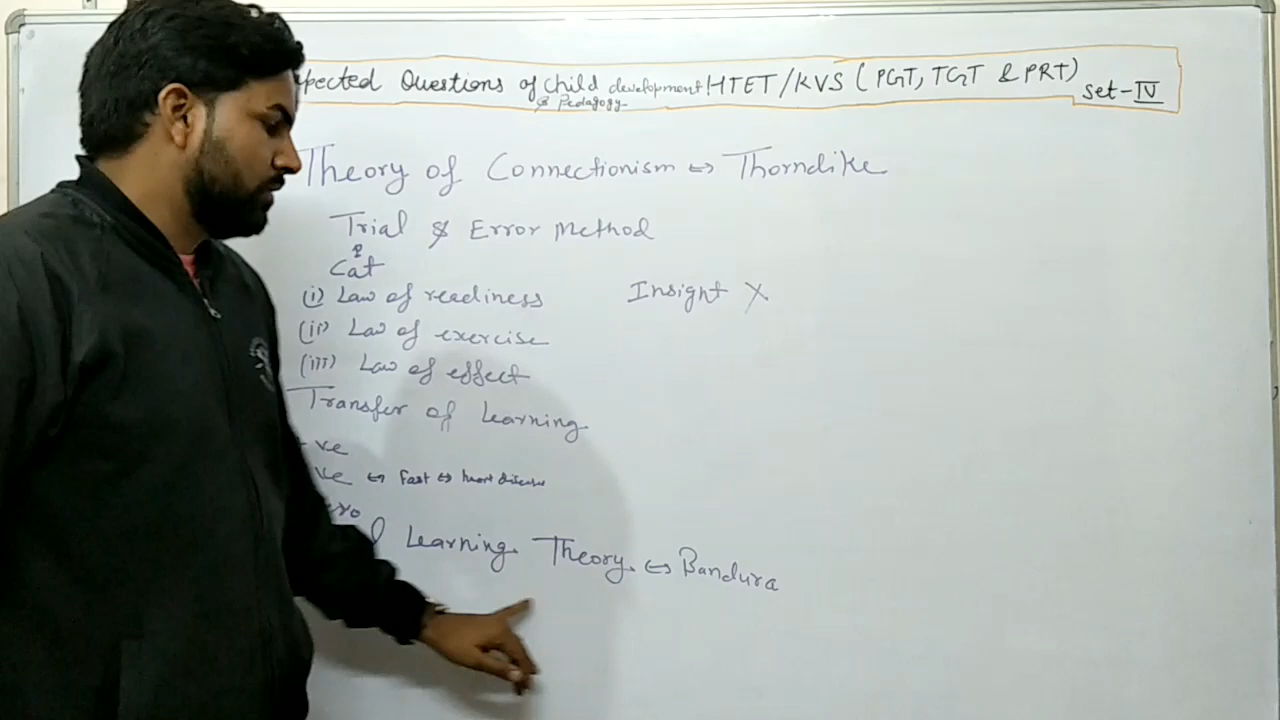 pected Questions of Child development HTET/KVS (PGT, TGT & PRT)
& Pedagogy
Set-IV
Theory of Connectionism ↔ Thorndike
Trial & Error Method
Cat
(i) Law of readiness
Insight X
(ii) Law of exercise
(iii) Law of effect
Transfer of Learning
ve
ve ↔ Fast ↔ heart disease
ro
l Learning Theory ↔ Bandura